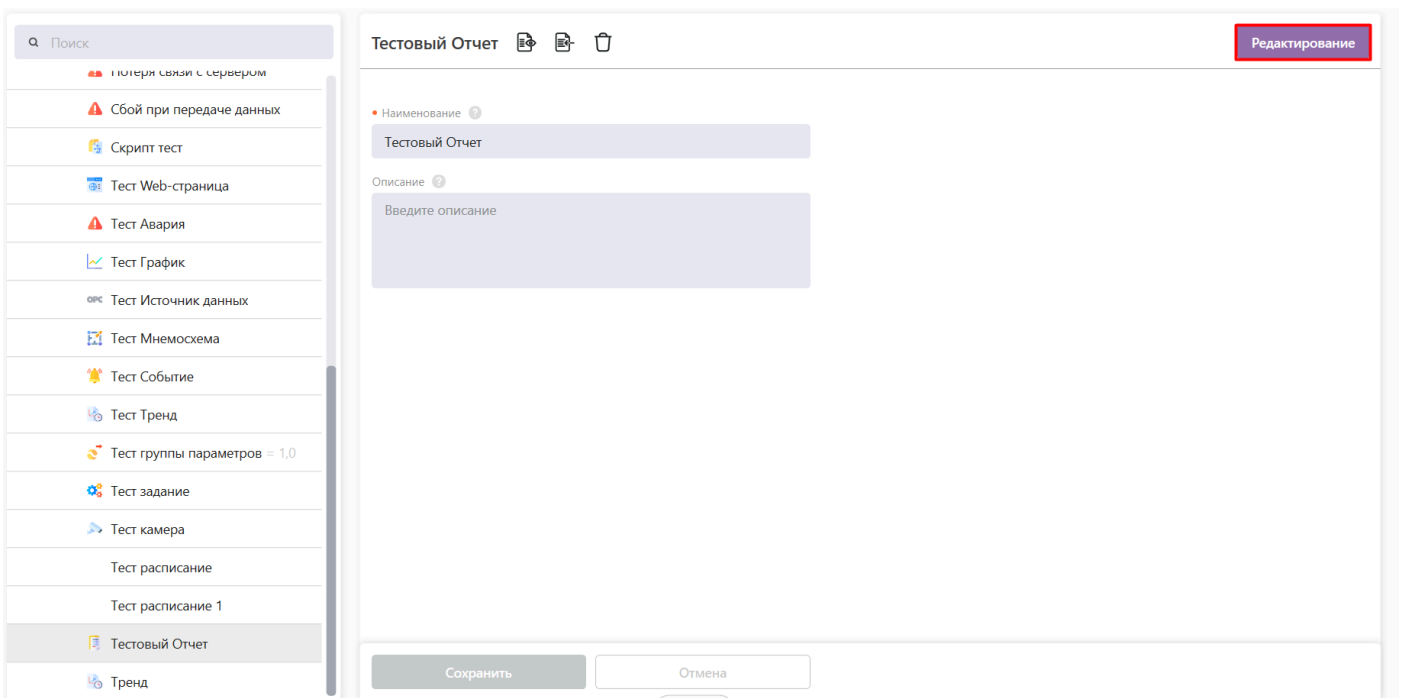 Поиск
Потеря связи с сервером
Сбой при передаче данных
Скрипт тест
Тест Web-страница
Тест Авария
Тест График
OPC Тест Источник данных
Тест Мнемосхема
Тест Событие
Тест Тренд
Тест группы параметров = 1,0
Тест задание
Тест камера
Тест расписание
Тест расписание 1
Тестовый Отчет
Тренд
Тестовый Отчет
Редактирование
• Наименование ?
Тестовый Отчет
Описание ?
Введите описание
Сохранить
Отмена